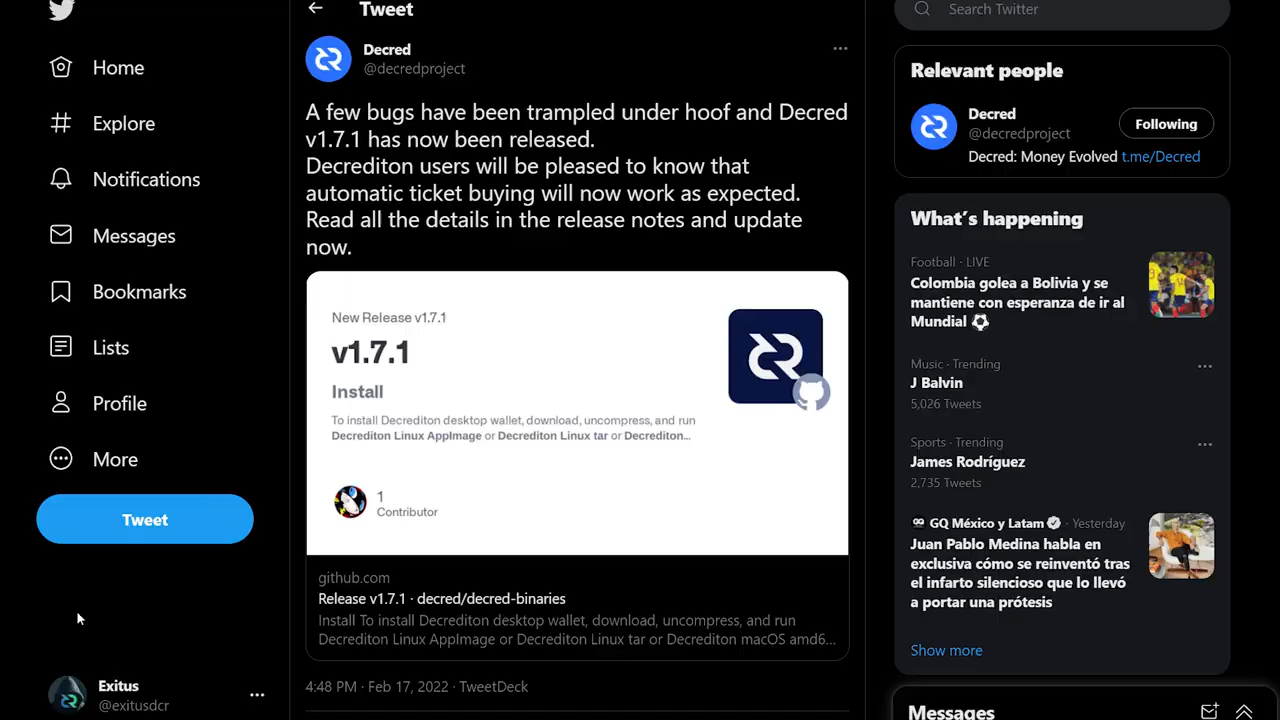 Home
Explore
Notifications
Messages
Bookmarks
Lists
Profile
More
Tweet
Exitus
@exitusdcr
Tweet
Decred
@decredproject
A few bugs have been trampled under hoof and Decred
v1.7.1 has now been released.
Decrediton users will be pleased to know that
automatic ticket buying will now work as expected.
Read all the details in the release notes and update
now.
New Release v1.7.1
v1.7.1
Install
To install Decrediton desktop wallet, download, uncompress, and run
Decrediton Linux AppImage or Decrediton Linux tar or Decrediton...
1
Contributor
github.com
Release v1.7.1 · decred/decred-binaries
Install To install Decrediton desktop wallet, download, uncompress, and run
Decrediton Linux AppImage or Decrediton Linux tar or Decrediton macOS amd6...
4:48 PM · Feb 17, 2022 · TweetDeck
Search Twitter
Relevant people
Decred
@decredproject
Following
Decred: Money Evolved t.me/Decred
What's happening
Football · LIVE
Colombia golea a Bolivia y se
mantiene con esperanza de ir al
Mundial ⚽
Music · Trending
J Balvin
5,026 Tweets
Sports · Trending
James Rodríguez
2,735 Tweets
GQ México y Latam · Yesterday
Juan Pablo Medina habla en
exclusiva cómo se reinventó tras
el infarto silencioso que lo llevó
a portar una prótesis
Show more
Messages